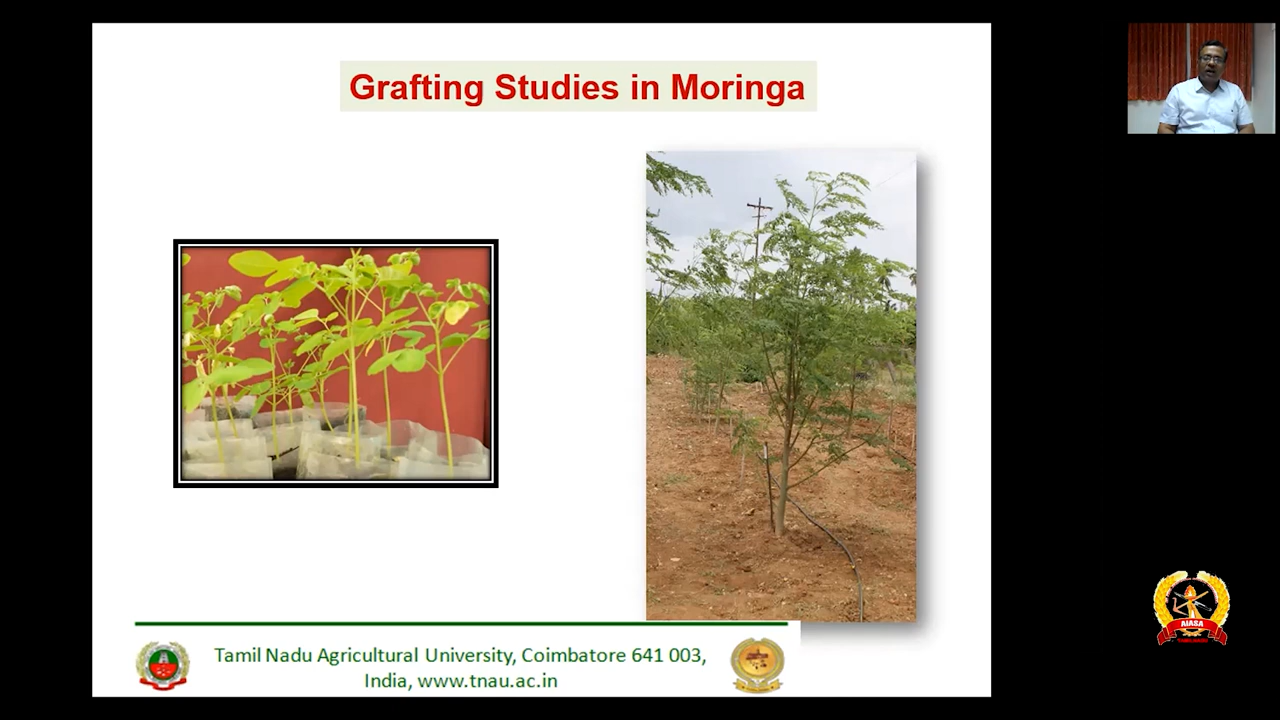 Grafting Studies in Moringa
Tamil Nadu Agricultural University, Coimbatore 641 003,
India, www.tnau.ac.in
AIASA